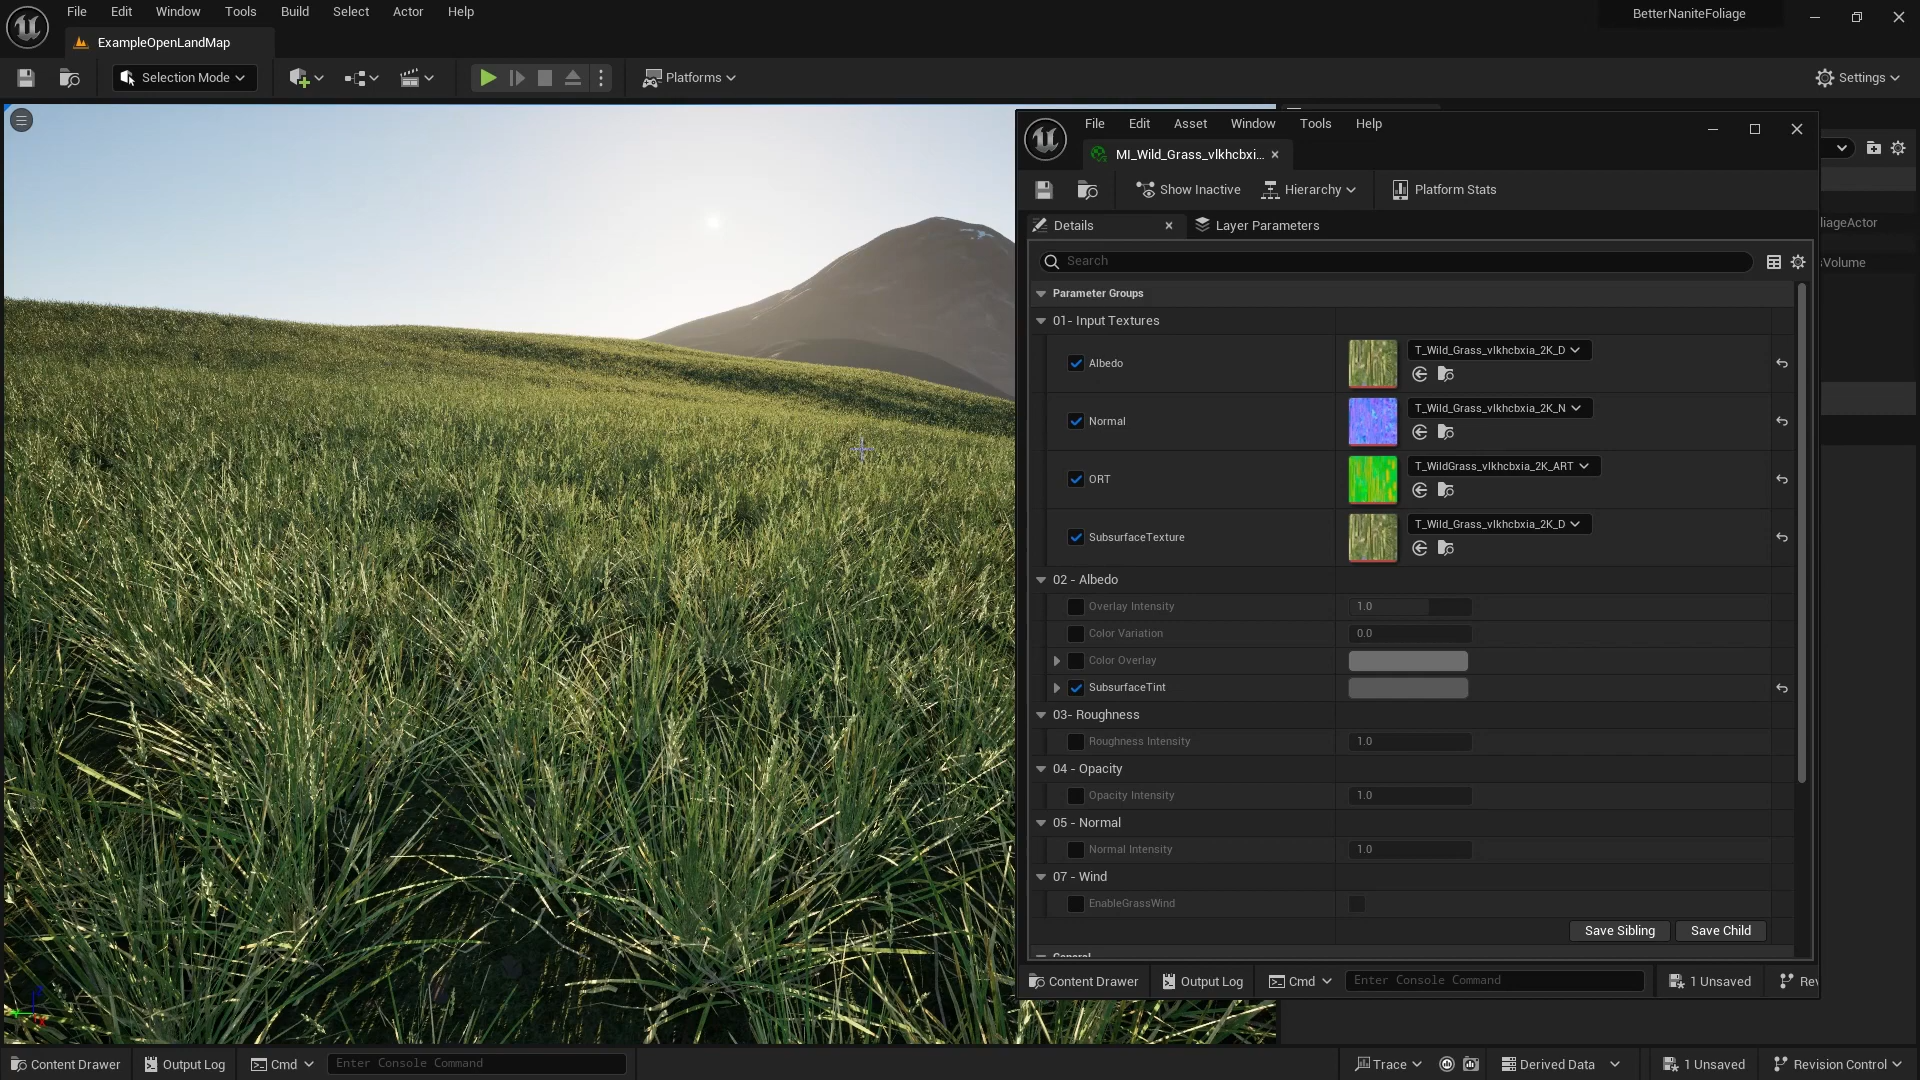 File Edit Window Tools Build Select Actor Help
BetterNaniteFoliage
ExampleOpenLandMap
Selection Mode
Platforms
Settings
File Edit Asset Window Tools Help
MI_Wild_Grass_vlkhcbxi...
Show Inactive
Hierarchy
Platform Stats
Details
Layer Parameters
liageActor
Search
Volume
Parameter Groups
01- Input Textures
Albedo
T_Wild_Grass_vlkhcbxia_2K_D
Normal
T_Wild_Grass_vlkhcbxia_2K_N
ORT
T_WildGrass_vlkhcbxia_2K_ART
SubsurfaceTexture
T_Wild_Grass_vlkhcbxia_2K_D
02 - Albedo
Overlay Intensity 1.0
Color Variation 0.0
Color Overlay
SubsurfaceTint
03- Roughness
Roughness Intensity 1.0
04 - Opacity
Opacity Intensity 1.0
05 - Normal
Normal Intensity 1.0
07 - Wind
EnableGrassWind
Save Sibling Save Child
General
Content Drawer Output Log Cmd Enter Console Command 1 Unsaved Rev
Content Drawer Output Log Cmd Enter Console Command Trace Derived Data 1 Unsaved Revision Control